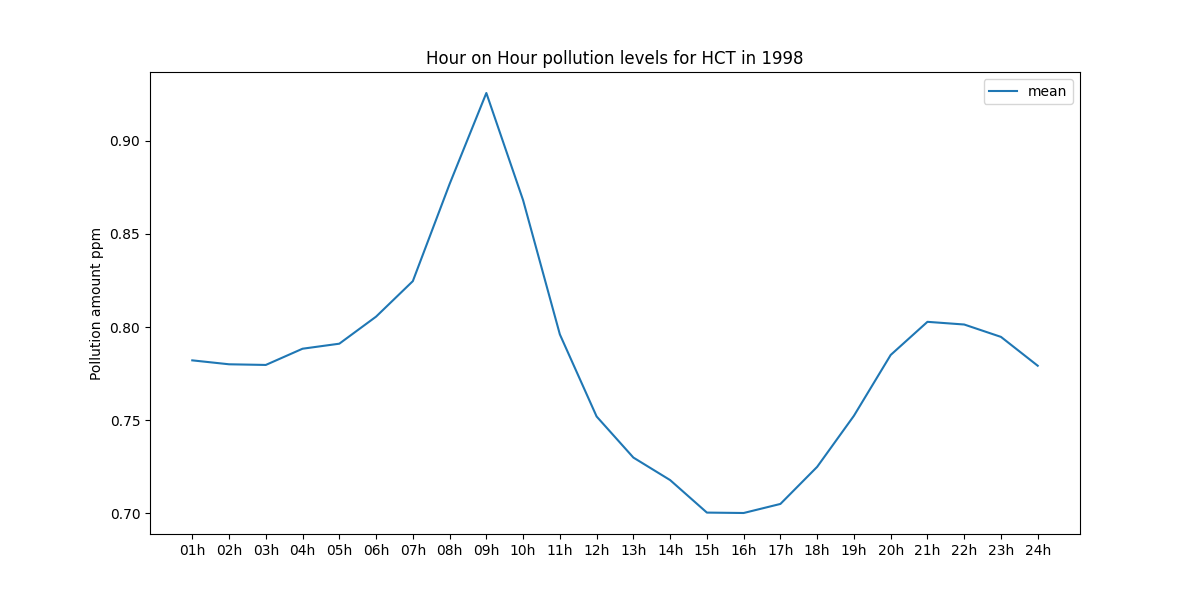 Hour on Hour pollution levels for HCT in 1998
mean
Pollution amount ppm
0.90
0.85
0.80
0.75
0.70
01h 02h 03h 04h 05h 06h 07h 08h 09h 10h 11h 12h 13h 14h 15h 16h 17h 18h 19h 20h 21h 22h 23h 24h